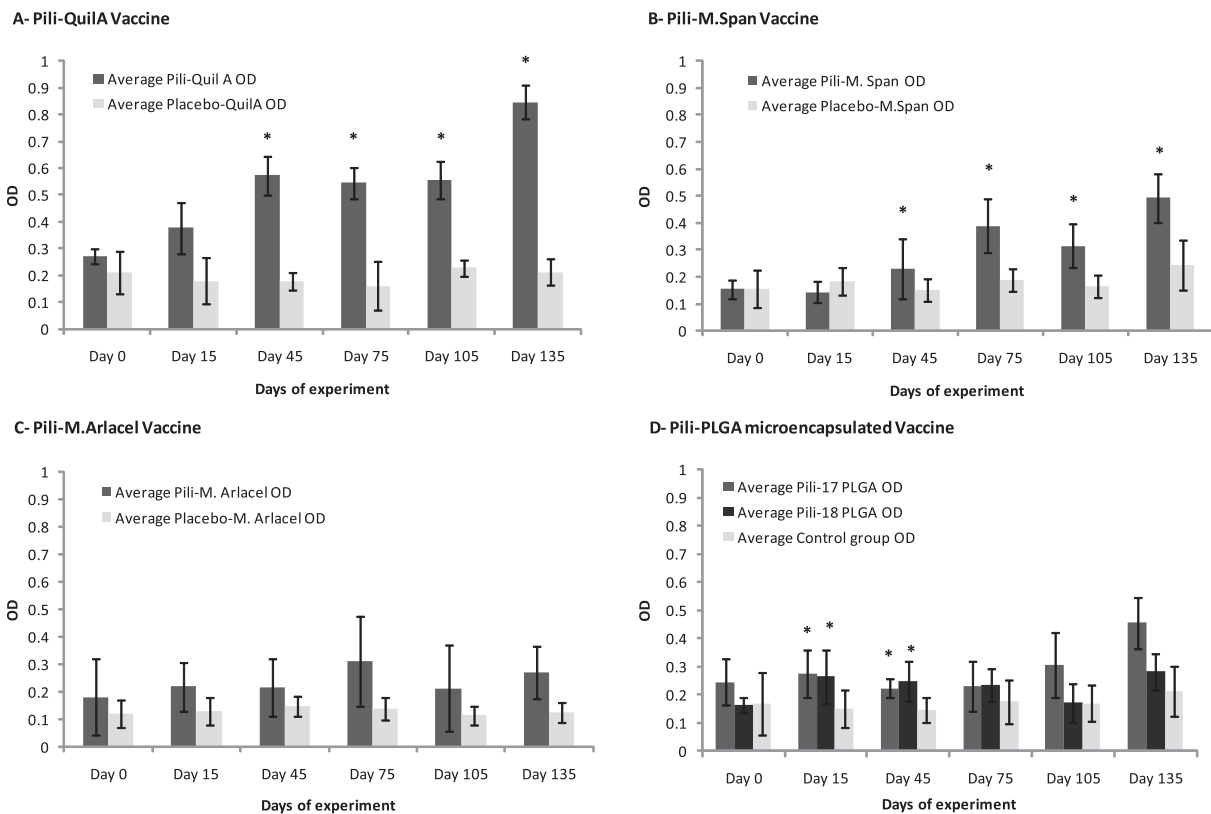 A- Pili-QuilA Vaccine
1
0.9
0.8
0.7
0.6
0.5
0.4
0.3
0.2
0.1
0
OD
Average Pili-Quil A OD
Average Placebo-QuilA OD
*
*
*
*
Day 0 Day 15 Day 45 Day 75 Day 105 Day 135
Days of experiment
B- Pili-M.Span Vaccine
1
0.9
0.8
0.7
0.6
0.5
0.4
0.3
0.2
0.1
0
OD
Average Pili-M. Span OD
Average Placebo-M.Span OD
*
*
*
*
Day 0 Day 15 Day 45 Day 75 Day 105 Day 135
Days of experiment
C- Pili-M.Arlacel Vaccine
1
0.9
0.8
0.7
0.6
0.5
0.4
0.3
0.2
0.1
0
OD
Average Pili-M. Arlacel OD
Average Placebo-M. Arlacel OD
Day 0 Day 15 Day 45 Day 75 Day 105 Day 135
Days of experiment
D- Pili-PLGA microencapsulated Vaccine
1
0.9
0.8
0.7
0.6
0.5
0.4
0.3
0.2
0.1
0
OD
Average Pili-17 PLGA OD
Average Pili-18 PLGA OD
Average Control group OD
* *
* *
Day 0 Day 15 Day 45 Day 75 Day 105 Day 135
Days of experiment